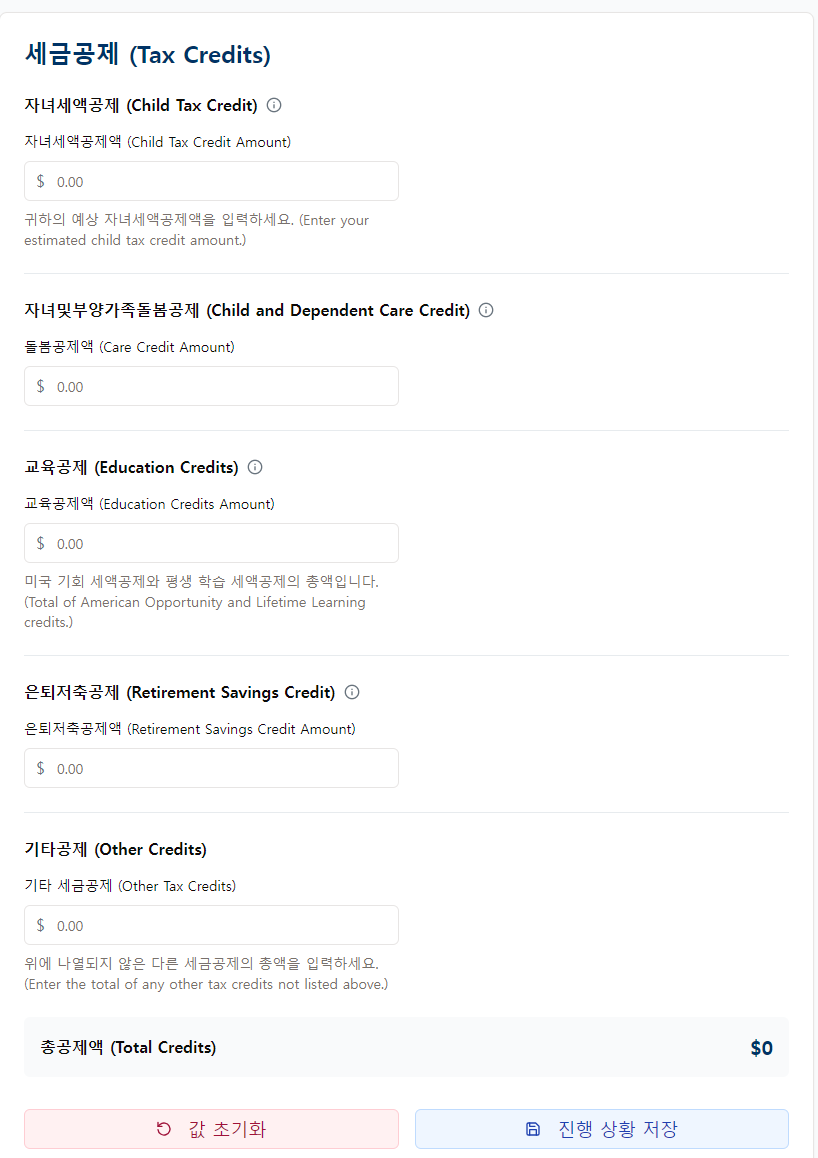 세금공제 (Tax Credits)
자녀세액공제 (Child Tax Credit)
자녀세액공제액 (Child Tax Credit Amount)
$ 0.00
귀하의 예상 자녀세액공제액을 입력하세요. (Enter your
estimated child tax credit amount.)
자녀및부양가족돌봄공제 (Child and Dependent Care Credit)
돌봄공제액 (Care Credit Amount)
$ 0.00
교육공제 (Education Credits)
교육공제액 (Education Credits Amount)
$ 0.00
미국 기회 세액공제와 평생 학습 세액공제의 총액입니다.
(Total of American Opportunity and Lifetime Learning
credits.)
은퇴저축공제 (Retirement Savings Credit)
은퇴저축공제액 (Retirement Savings Credit Amount)
$ 0.00
기타공제 (Other Credits)
기타 세금공제 (Other Tax Credits)
$ 0.00
위에 나열되지 않은 다른 세금공제의 총액을 입력하세요.
(Enter the total of any other tax credits not listed above.)
총공제액 (Total Credits) $0
값 초기화 진행 상황 저장